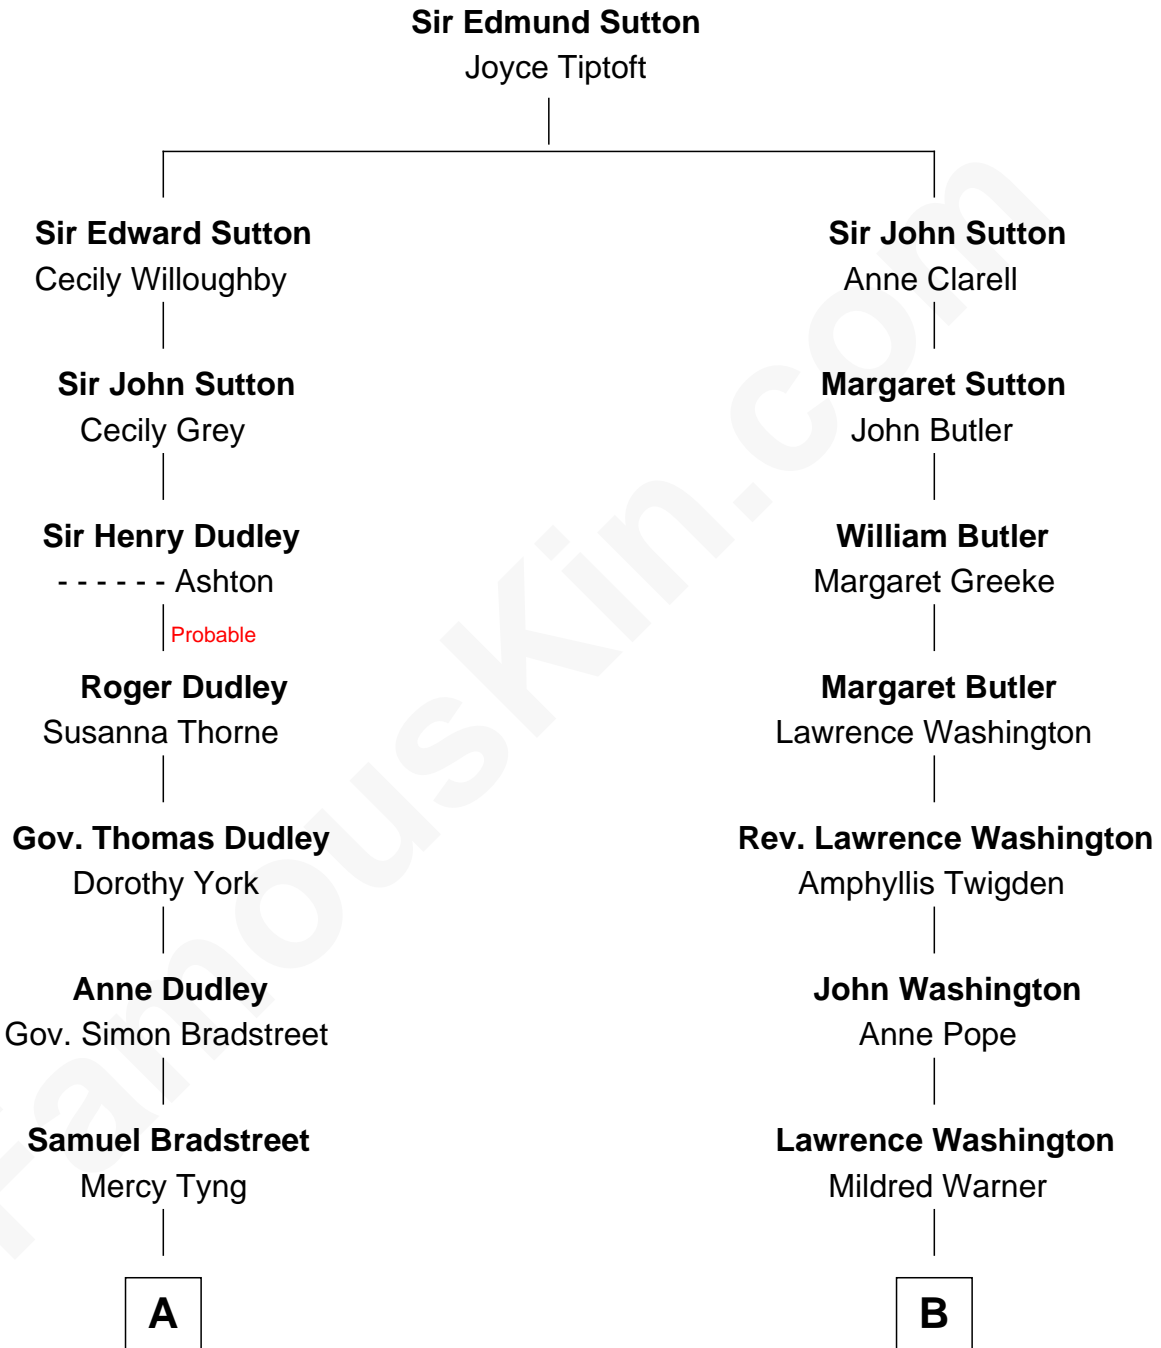 Sir Edmund Sutton
Joyce Tiptoft
Sir Edward Sutton
Cecily Willoughby
Sir John Sutton
Anne Clarell
Sir John Sutton
Cecily Grey
Margaret Sutton
John Butler
Sir Henry Dudley
- - - - - - Ashton
William Butler
Margaret Greeke
Probable
Roger Dudley
Susanna Thorne
Margaret Butler
Lawrence Washington
Gov. Thomas Dudley
Dorothy York
Rev. Lawrence Washington
Amphyllis Twigden
Anne Dudley
Gov. Simon Bradstreet
John Washington
Anne Pope
Samuel Bradstreet
Mercy Tyng
Lawrence Washington
Mildred Warner
A
B
FamousKin.com